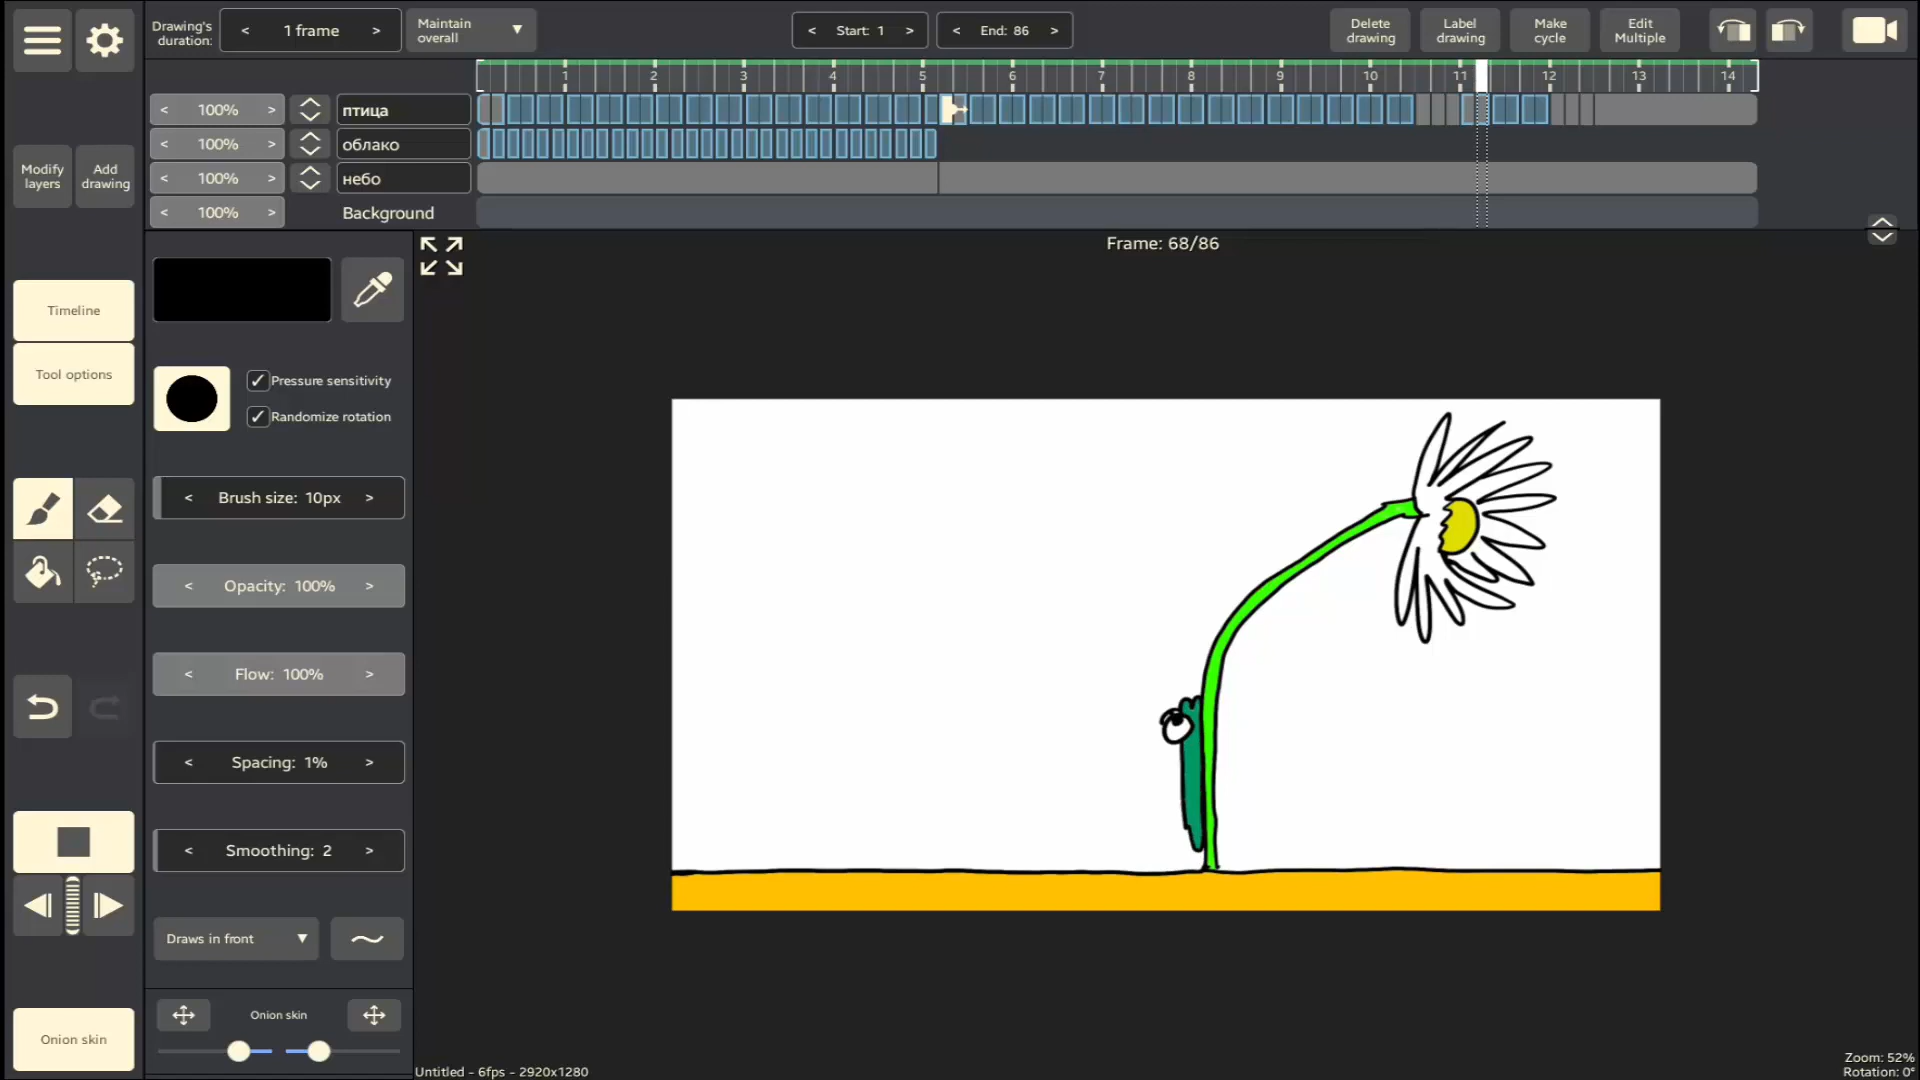 Drawing's
duration:
< 1 frame >
Maintain
overall ▼
< Start: 1 >
< End: 86 >
Delete
drawing
Label
drawing
Make
cycle
Edit
Multiple
1 2 3 4 5 6 7 8 9 10 11 12 13 14
< 100% > птица
< 100% > облако
< 100% > небо
< 100% > Background
Modify
layers
Add
drawing
Frame: 68/86
Timeline
Tool options
✓ Pressure sensitivity
✓ Randomize rotation
< Brush size: 10px >
< Opacity: 100% >
< Flow: 100% >
< Spacing: 1% >
< Smoothing: 2 >
Draws in front ▼
Onion skin
Onion skin
Untitled - 6fps - 2920x1280
Zoom: 52%
Rotation: 0°